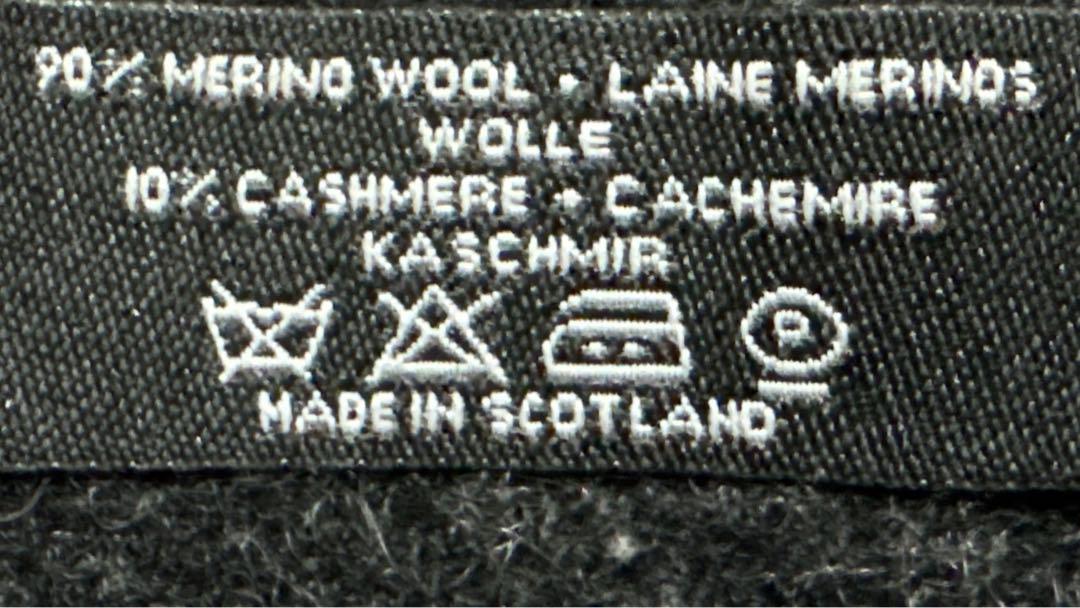 90% MERINO WOOL • LAINE MERINOS
WOLLE
10% CASHMERE • CACHEMIRE
KASCHMIR
P
MADE IN SCOTLAND